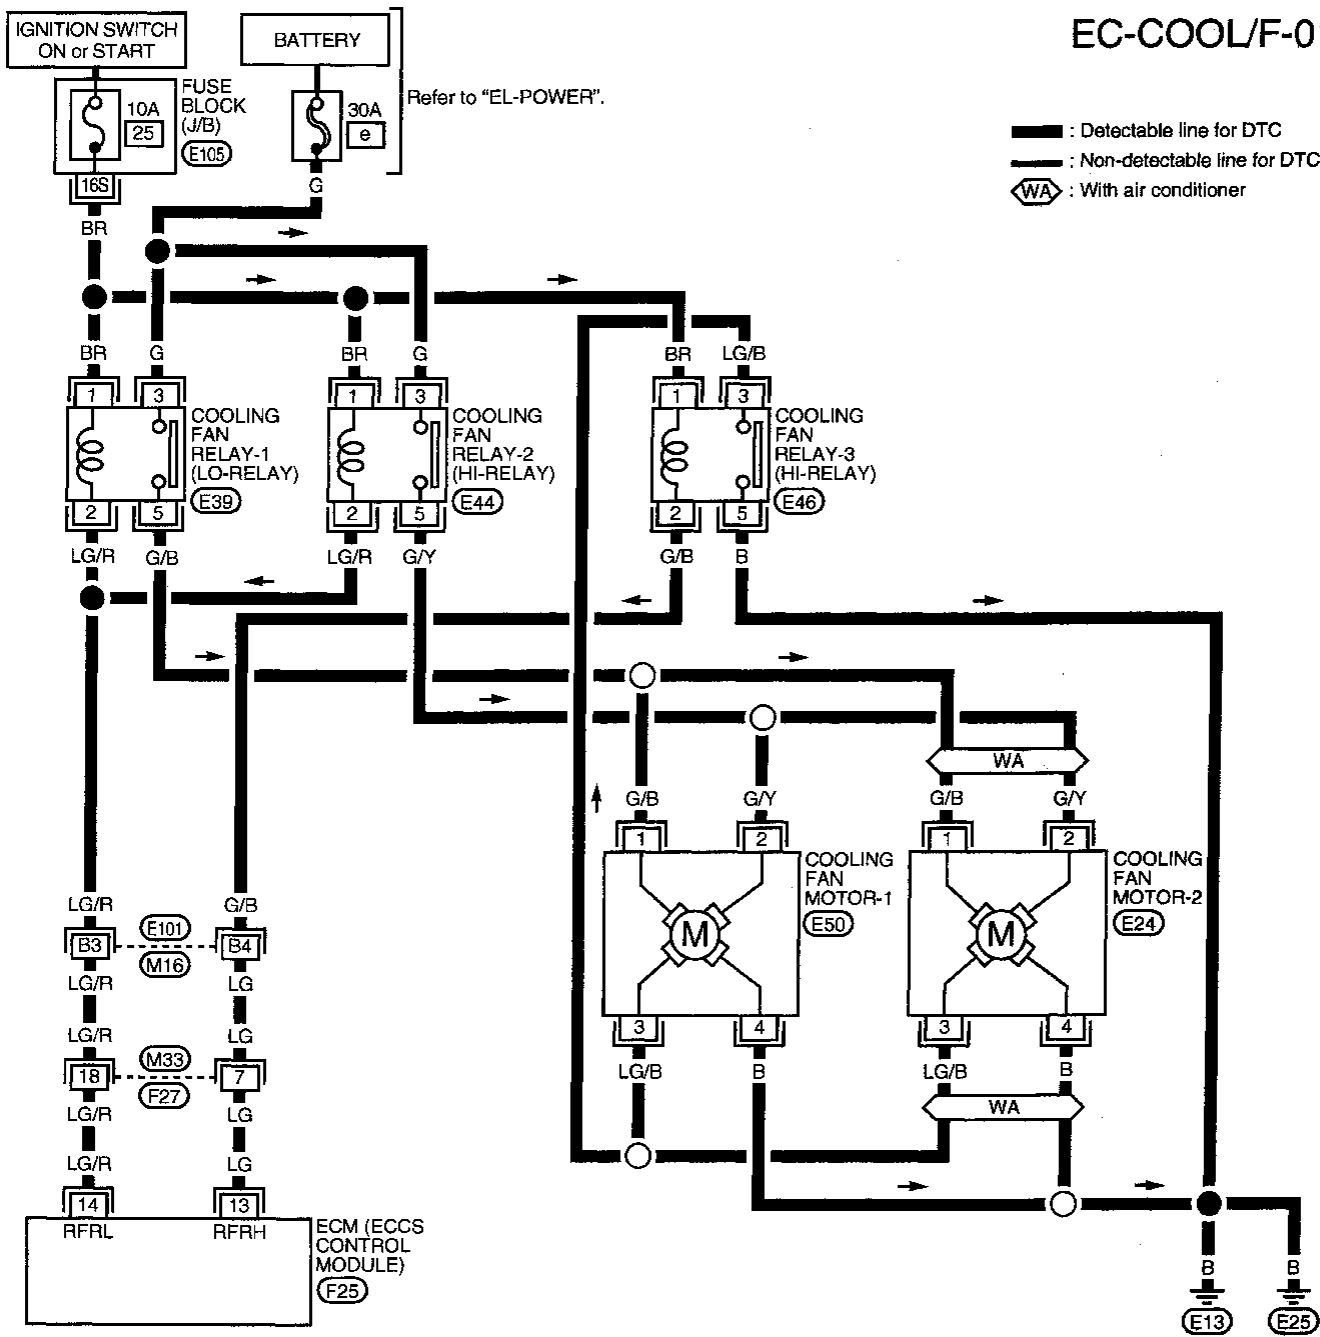 IGNITION SWITCH
ON or START
BATTERY
EC-COOL/F-0
FUSE
BLOCK
(J/B)
E105
10A
25
30A
e
Refer to "EL-POWER".
: Detectable line for DTC
: Non-detectable line for DTC
WA : With air conditioner
16S
G
BR
BR G BR G BR LG/B
1 3 1 3 1 3
COOLING
FAN
RELAY-1
(LO-RELAY)
E39
COOLING
FAN
RELAY-2
(HI-RELAY)
E44
COOLING
FAN
RELAY-3
(HI-RELAY)
E46
2 5 2 5 2 5
LG/R G/B LG/R G/Y G/B B
WA
G/B G/Y G/B G/Y
1 2 1 2
COOLING
FAN
MOTOR-1
E50
COOLING
FAN
MOTOR-2
E24
M M
LG/R G/B
E101
B3 B4
M16
LG/R LG
3 4 3 4
LG/R LG
M33
18 7
F27
LG/B B LG/B B
LG/R LG
WA
LG/R LG
14 13
RFRL RFRH
ECM (ECCS
CONTROL
MODULE)
F25
B B
E13 E25